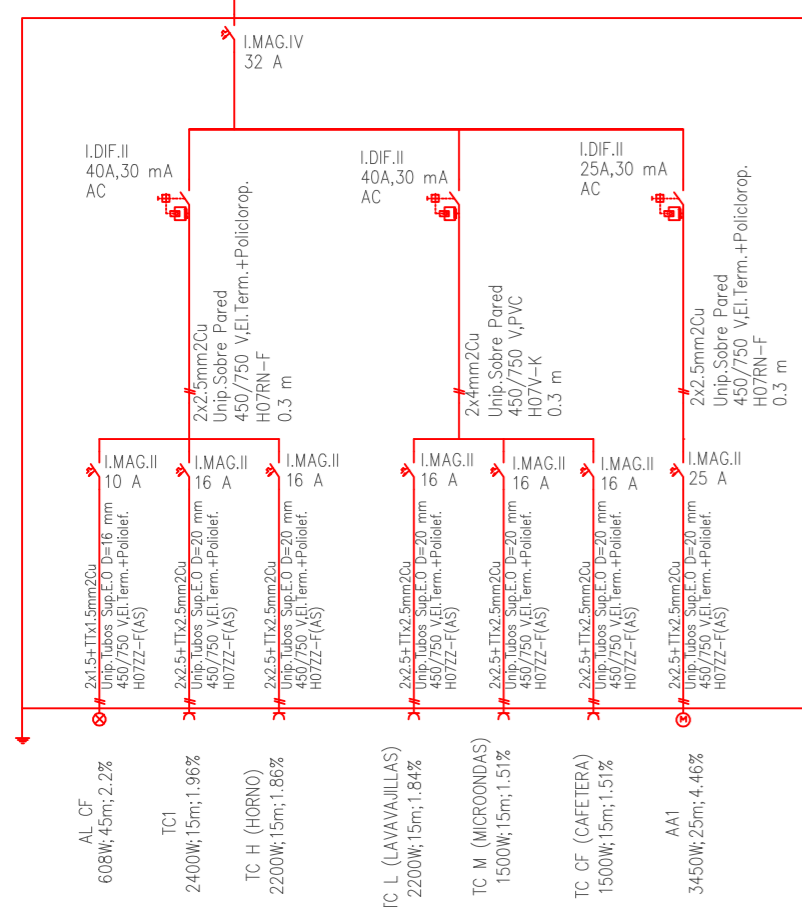 I.MAG.IV
32 A
I.DIF.II
40A,30 mA
AC
I.DIF.II
40A,30 mA
AC
I.DIF.II
25A,30 mA
AC
2x2.5mm2Cu
Unip.Sobre Pared
450/750 V,El.Term.+Policlorop.
H07RN-F
0.3 m
2x4mm2Cu
Unip.Sobre Pared
450/750 V,PVC
H07V-K
0.3 m
2x2.5mm2Cu
Unip.Sobre Pared
450/750 V,El.Term.+Policlorop.
H07RN-F
0.3 m
I.MAG.II
10 A
I.MAG.II
16 A
I.MAG.II
16 A
I.MAG.II
16 A
I.MAG.II
16 A
I.MAG.II
16 A
I.MAG.II
25 A
2x1.5+TTx1.5mm2Cu
Unip.Tubos Sup.E.O D=16 mm
450/750 V,El.Term.+Poliolef.
H07ZZ-F(AS)
2x2.5+TTx2.5mm2Cu
Unip.Tubos Sup.E.O D=20 mm
450/750 V,El.Term.+Poliolef.
H07ZZ-F(AS)
2x2.5+TTx2.5mm2Cu
Unip.Tubos Sup.E.O D=20 mm
450/750 V,El.Term.+Poliolef.
H07ZZ-F(AS)
2x2.5+TTx2.5mm2Cu
Unip.Tubos Sup.E.O D=20 mm
450/750 V,El.Term.+Poliolef.
H07ZZ-F(AS)
2x2.5+TTx2.5mm2Cu
Unip.Tubos Sup.E.O D=20 mm
450/750 V,El.Term.+Poliolef.
H07ZZ-F(AS)
2x2.5+TTx2.5mm2Cu
Unip.Tubos Sup.E.O D=20 mm
450/750 V,El.Term.+Poliolef.
H07ZZ-F(AS)
2x2.5+TTx2.5mm2Cu
Unip.Tubos Sup.E.O D=20 mm
450/750 V,El.Term.+Poliolef.
H07ZZ-F(AS)
M
AL CF
608W;45m;2.2%
TC1
2400W;15m;1.96%
TC H (HORNO)
2200W;15m;1.86%
TC L (LAVAVAJILLAS)
2200W;15m;1.84%
TC M (MICROONDAS)
1500W;15m;1.51%
TC CF (CAFETERA)
1500W;15m;1.51%
AA1
3450W;25m;4.46%